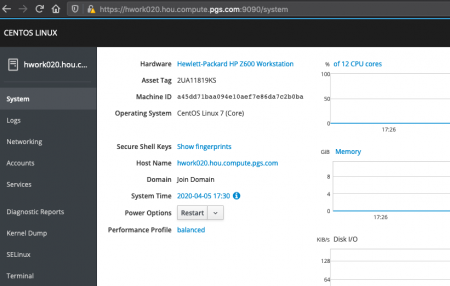 https://hwork020.hou.compute.pgs.com:9090/system
CENTOS LINUX
hwork020.hou.c...
System
Logs
Networking
Accounts
Services
Diagnostic Reports
Kernel Dump
SELinux
Terminal
Hardware Hewlett-Packard HP Z600 Workstation
Asset Tag 2UA11819KS
Machine ID a45dd71baa094e10aef7e86da7c2b0ba
Operating System CentOS Linux 7 (Core)
Secure Shell Keys Show fingerprints
Host Name hwork020.hou.compute.pgs.com
Domain Join Domain
System Time 2020-04-05 17:30
Power Options Restart
Performance Profile balanced
% of 12 CPU cores
100
50
0
17:26
GiB Memory
8
4
0
17:26
KiB/s Disk I/O
128
64